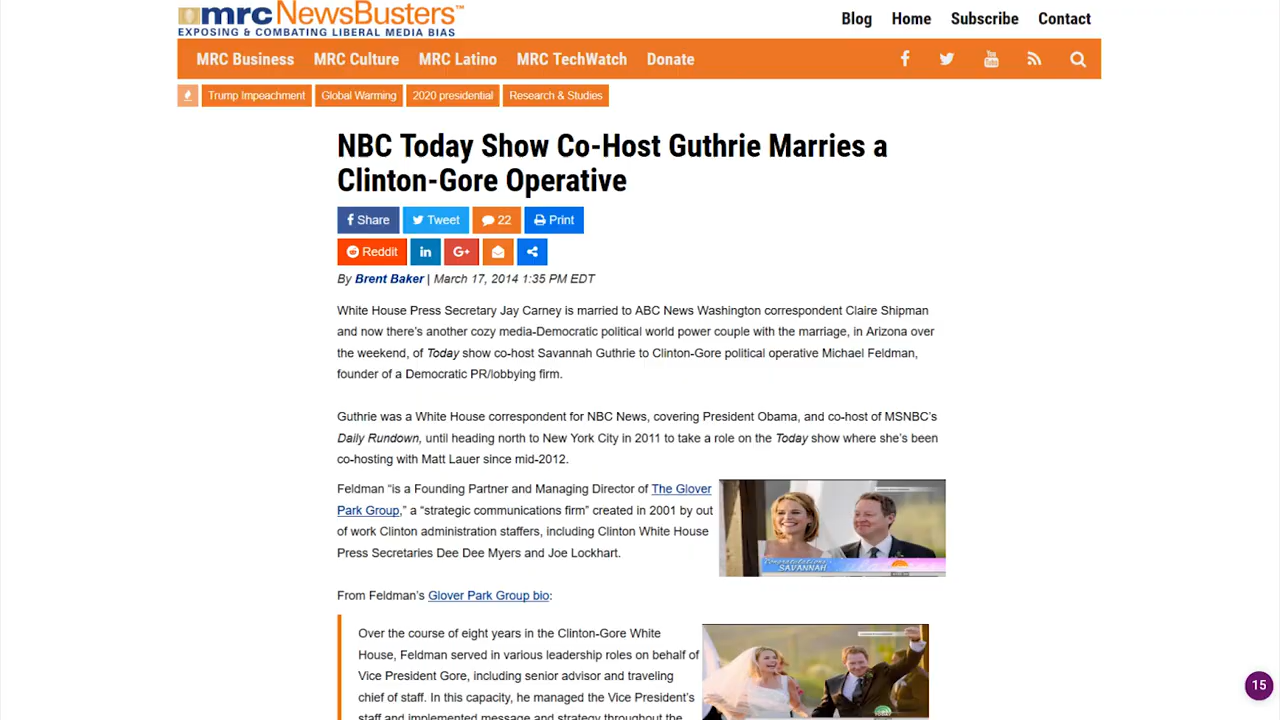 mrc NewsBusters™
EXPOSING & COMBATING LIBERAL MEDIA BIAS
Blog Home Subscribe Contact
MRC Business MRC Culture MRC Latino MRC TechWatch Donate
Trump Impeachment Global Warming 2020 presidential Research & Studies
NBC Today Show Co-Host Guthrie Marries a
Clinton-Gore Operative
Share Tweet 22 Print
Reddit in G+
By Brent Baker | March 17, 2014 1:35 PM EDT
White House Press Secretary Jay Carney is married to ABC News Washington correspondent Claire Shipman
and now there's another cozy media-Democratic political world power couple with the marriage, in Arizona over
the weekend, of Today show co-host Savannah Guthrie to Clinton-Gore political operative Michael Feldman,
founder of a Democratic PR/lobbying firm.
Guthrie was a White House correspondent for NBC News, covering President Obama, and co-host of MSNBC's
Daily Rundown, until heading north to New York City in 2011 to take a role on the Today show where she's been
co-hosting with Matt Lauer since mid-2012.
Feldman “is a Founding Partner and Managing Director of The Glover
Park Group,” a “strategic communications firm” created in 2001 by out
of work Clinton administration staffers, including Clinton White House
Press Secretaries Dee Dee Myers and Joe Lockhart.
SAVANNAH
From Feldman's Glover Park Group bio:
Over the course of eight years in the Clinton-Gore White
House, Feldman served in various leadership roles on behalf of
Vice President Gore, including senior advisor and traveling
chief of staff. In this capacity, he managed the Vice President's
staff and implemented message and strategy throughout the
15